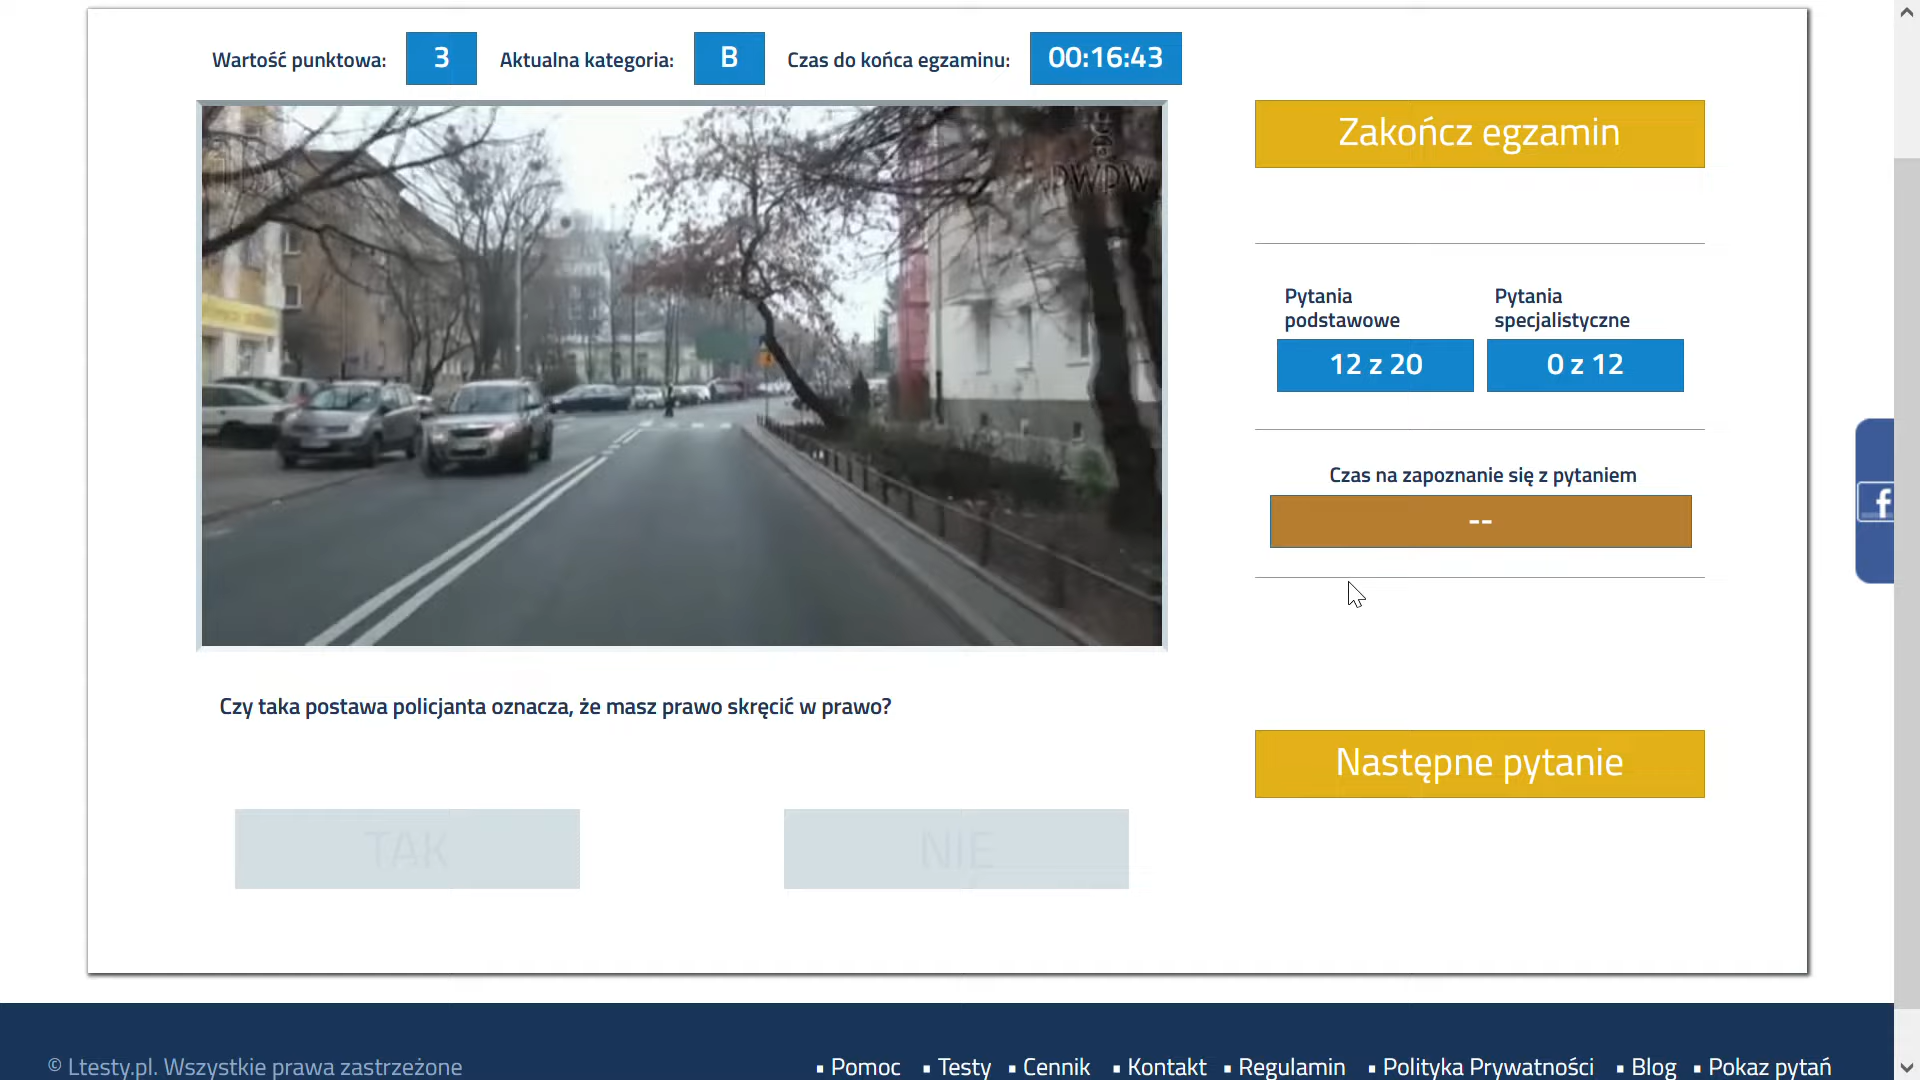 Wartość punktowa: 3 Aktualna kategoria: B Czas do końca egzaminu: 00:16:43
Zakończ egzamin
PWPW
Pytania podstawowe
Pytania specjalistyczne
12 z 20
0 z 12
Czas na zapoznanie się z pytaniem
--
Czy taka postawa policjanta oznacza, że masz prawo skręcić w prawo?
Następne pytanie
TAK
NIE
f
© Ltesty.pl. Wszystkie prawa zastrzeżone
▪ Pomoc ▪ Testy ▪ Cennik ▪ Kontakt ▪ Regulamin ▪ Polityka Prywatności ▪ Blog ▪ Pokaz pytań